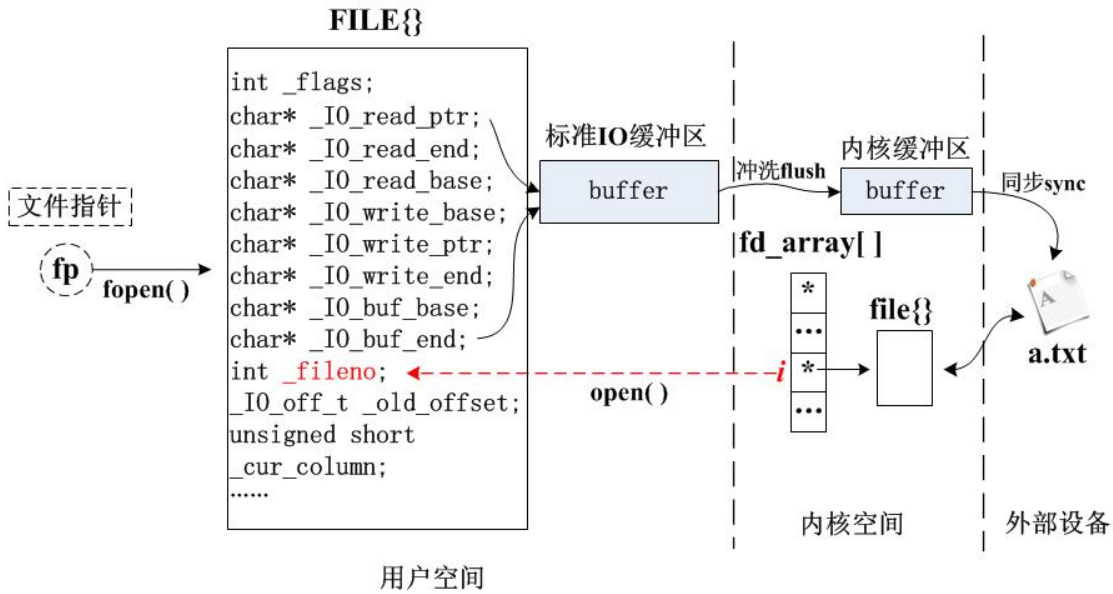 FILE{}
int _flags;
char* _IO_read_ptr;
char* _IO_read_end;
char* _IO_read_base;
char* _IO_write_base;
char* _IO_write_ptr;
char* _IO_write_end;
char* _IO_buf_base;
char* _IO_buf_end;
int _fileno;
_IO_off_t _old_offset;
unsigned short
_cur_column;
……
文件指针
fp
fopen( )
标准IO缓冲区
buffer
冲洗flush
内核缓冲区
buffer
同步sync
fd_array[ ]
*
...
i
*
...
file{}
A
a.txt
open( )
用户空间
内核空间
外部设备